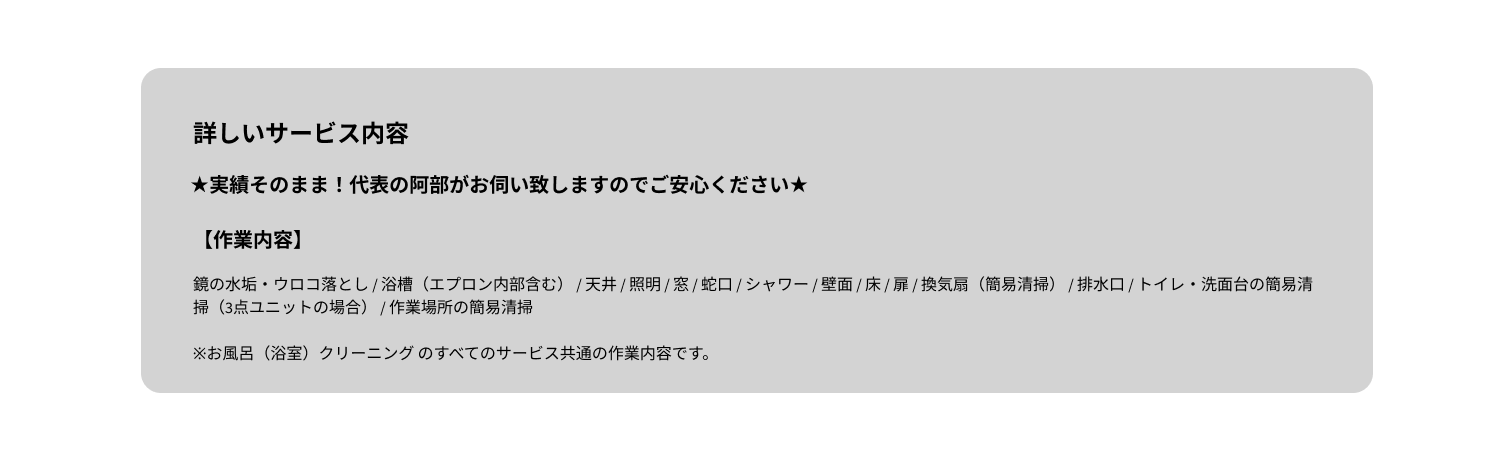 詳しいサービス内容
★実績そのまま！代表の阿部がお伺い致しますのでご安心ください★
【作業内容】
鏡の水垢・ウロコ落とし / 浴槽（エプロン内部含む） / 天井 / 照明 / 窓 / 蛇口 / シャワー / 壁面 / 床 / 扉 / 換気扇（簡易清掃） / 排水口 / トイレ・洗面台の簡易清
掃（3点ユニットの場合） / 作業場所の簡易清掃
※お風呂（浴室）クリーニング のすべてのサービス共通の作業内容です。